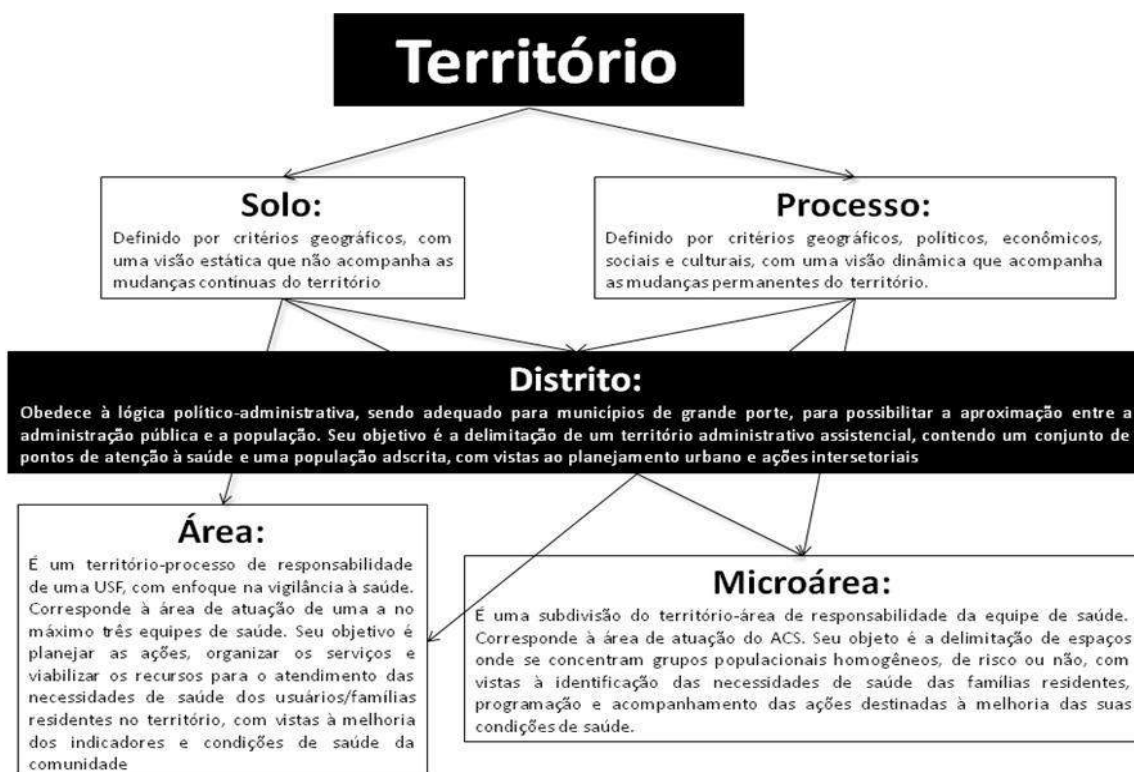 Território
Solo:
Definido por critérios geográficos, com
uma visão estática que não acompanha as
mudanças contínuas do território
Processo:
Definido por critérios geográficos, políticos, econômicos,
sociais e culturais, com uma visão dinâmica que acompanha
as mudanças permanentes do território.
Distrito:
Obedece à lógica político-administrativa, sendo adequado para municípios de grande porte, para possibilitar a aproximação entre a
administração pública e a população. Seu objetivo é a delimitação de um território administrativo assistencial, contendo um conjunto de
pontos de atenção à saúde e uma população adscrita, com vistas ao planejamento urbano e ações intersetoriais
Área:
É um território-processo de responsabilidade
de uma USF, com enfoque na vigilância à saúde.
Corresponde à área de atuação de uma a no
máximo três equipes de saúde. Seu objetivo é
planejar as ações, organizar os serviços e
viabilizar os recursos para o atendimento das
necessidades de saúde dos usuários/famílias
residentes no território, com vistas à melhoria
dos indicadores e condições de saúde da
comunidade
Microárea:
É uma subdivisão do território-área de responsabilidade da equipe de saúde.
Corresponde à área de atuação do ACS. Seu objeto é a delimitação de espaços
onde se concentram grupos populacionais homogêneos, de risco ou não, com
vistas à identificação das necessidades de saúde das famílias residentes,
programação e acompanhamento das ações destinadas à melhoria das suas
condições de saúde.